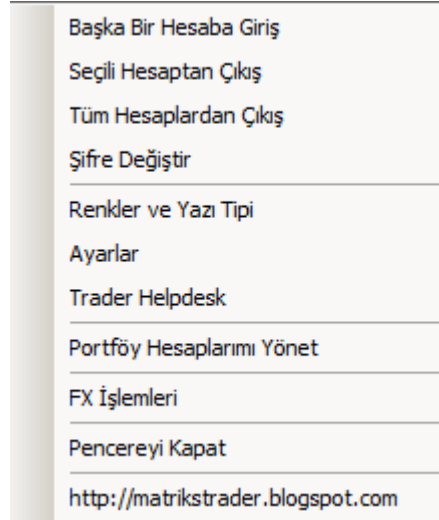 Başka Bir Hesaba Giriş
Seçili Hesaptan Çıkış
Tüm Hesaplardan Çıkış
Şifre Değiştir
Renkler ve Yazı Tipi
Ayarlar
Trader Helpdesk
Portföy Hesaplarımı Yönet
FX İşlemleri
Pencereyi Kapat
http://matrikstrader.blogspot.com